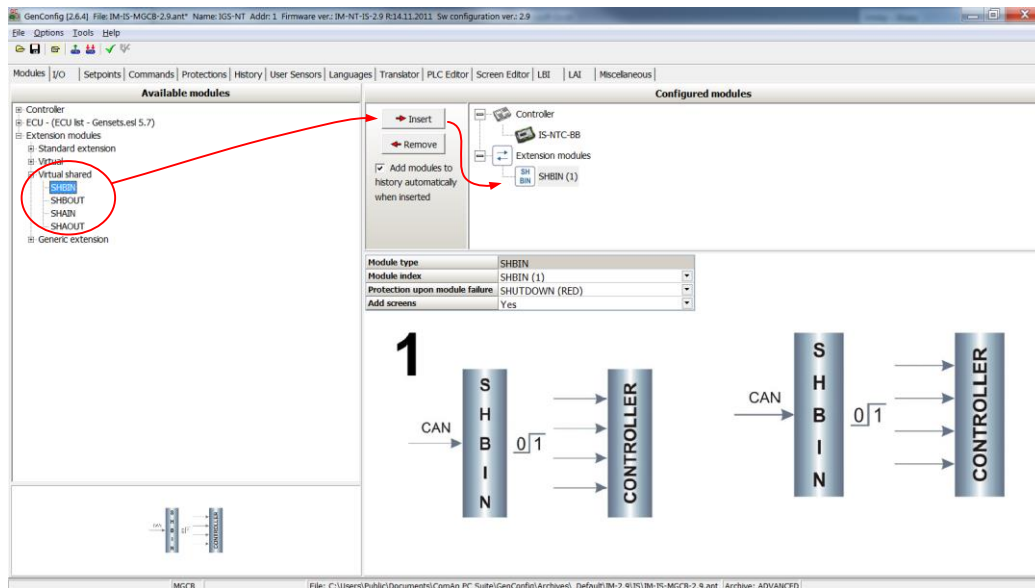 GenConfig [2.6.4] File: IM-IS-MGCB-2.9.ant* Name: IGS-NT Addr: 1 Firmware ver.: IM-NT-IS-2.9 R:14.11.2011 Sw configuration ver.: 2.9
File Options Tools Help
Modules I/O Setpoints Commands Protections History User Sensors Languages Translator PLC Editor Screen Editor LBI LAI Miscellaneous
Available modules
Controller
ECU - (ECU list - Gensets.esl 5.7)
Extension modules
Standard extension
Virtual
Virtual shared
SHBIN
SHBOUT
SHAIN
SHAOUT
Generic extension
Configured modules
Insert
Remove
Add modules to
history automatically
when inserted
Controller
IS-NTC-BB
Extension modules
SH
BIN
SHBIN (1)
Module type SHBIN
Module index SHBIN (1)
Protection upon module failure SHUTDOWN (RED)
Add screens Yes
1
CAN
SHBIN
0 1
CONTROLLER
CAN
SHBIN
0 1
CONTROLLER
CAN
SHBIN
CONTROLLER
MGCB File: C:\Users\Public\Documents\ComAp PC Suite\GenConfig\Archives\_Default\IM-2.9\IS\IM-IS-MGCB-2.9.ant Archive: ADVANCED